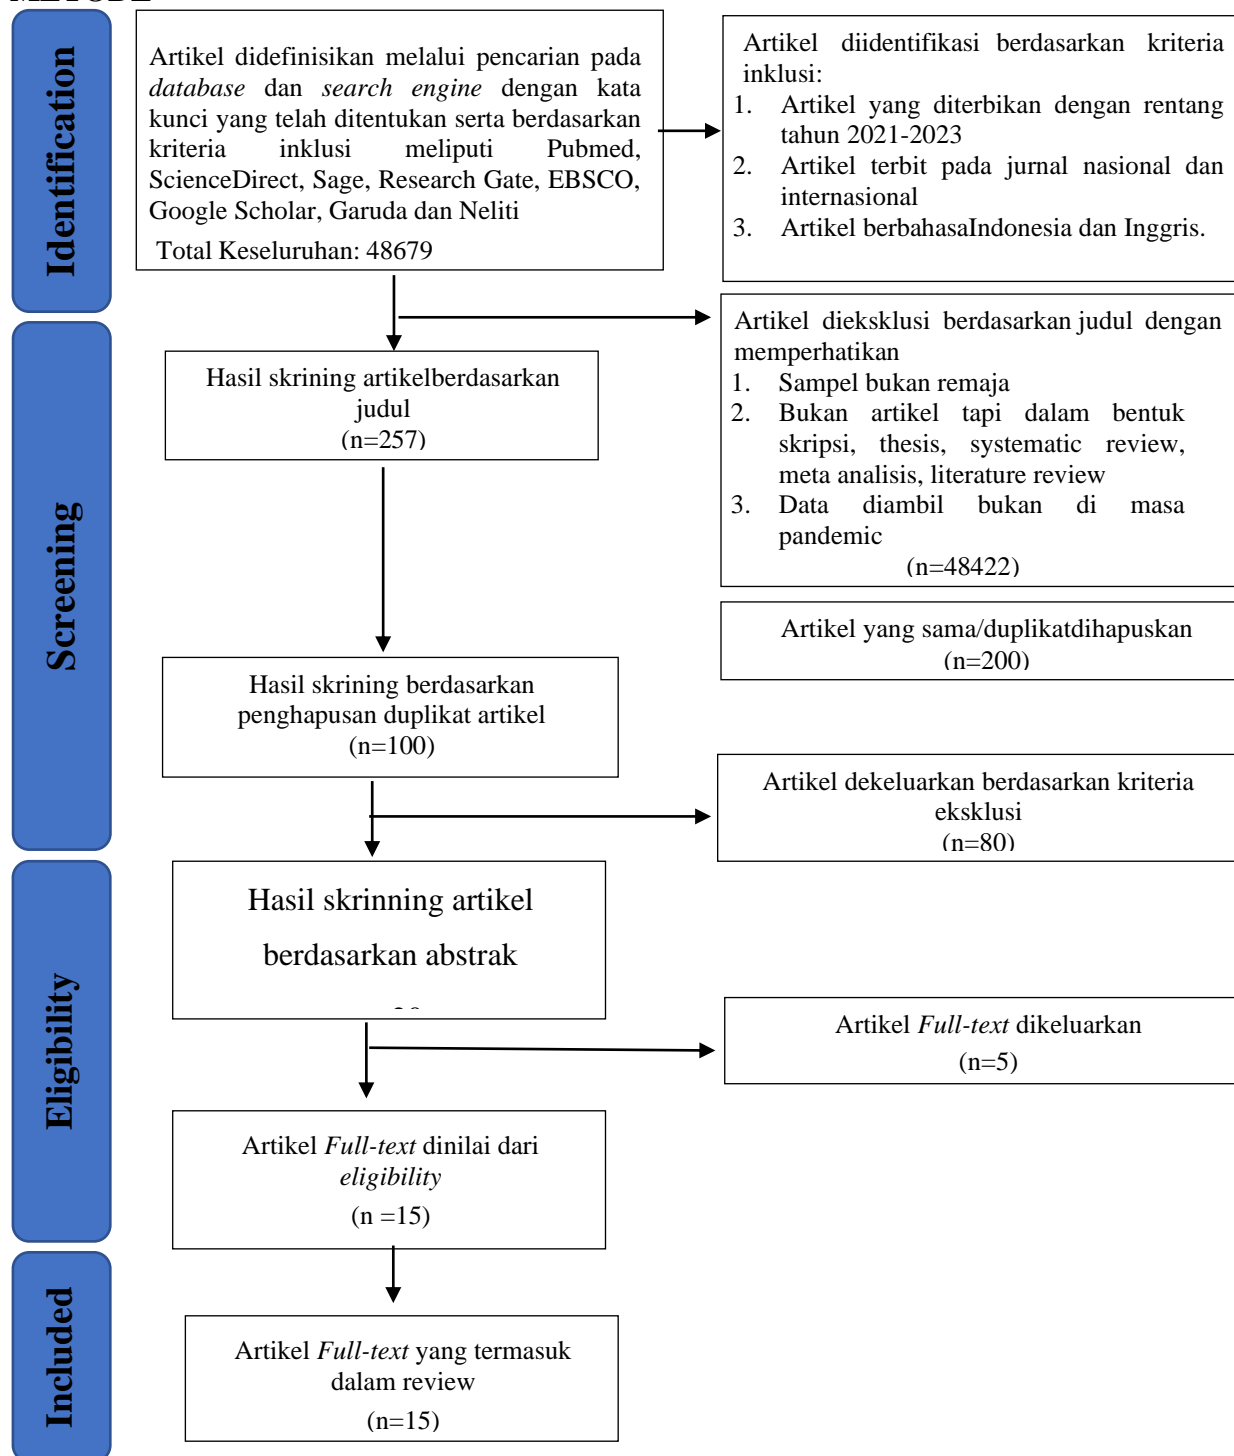 Identification
Artikel didefinisikan melalui pencarian pada
database dan search engine dengan kata
kunci yang telah ditentukan serta berdasarkan
kriteria inklusi meliputi Pubmed,
ScienceDirect, Sage, Research Gate, EBSCO,
Google Scholar, Garuda dan Neliti
Total Keseluruhan: 48679
Artikel diidentifikasi berdasarkan kriteria
inklusi:
1. Artikel yang diterbikan dengan rentang
tahun 2021-2023
2. Artikel terbit pada jurnal nasional dan
internasional
3. Artikel berbahasaIndonesia dan Inggris.
Screening
Artikel dieksklusi berdasarkan judul dengan
memperhatikan
1. Sampel bukan remaja
2. Bukan artikel tapi dalam bentuk
skripsi, thesis, systematic review,
meta analisis, literature review
3. Data diambil bukan di masa
pandemic
(n=48422)
Hasil skrining artikelberdasarkan
judul
(n=257)
Artikel yang sama/duplikatdihapuskan
(n=200)
Hasil skrining berdasarkan
penghapusan duplikat artikel
(n=100)
Artikel dekeluarkan berdasarkan kriteria
eksklusi
(n=80)
Eligibility
Hasil skrinning artikel
berdasarkan abstrak
Artikel Full-text dikeluarkan
(n=5)
Artikel Full-text dinilai dari
eligibility
(n =15)
Included
Artikel Full-text yang termasuk
dalam review
(n=15)